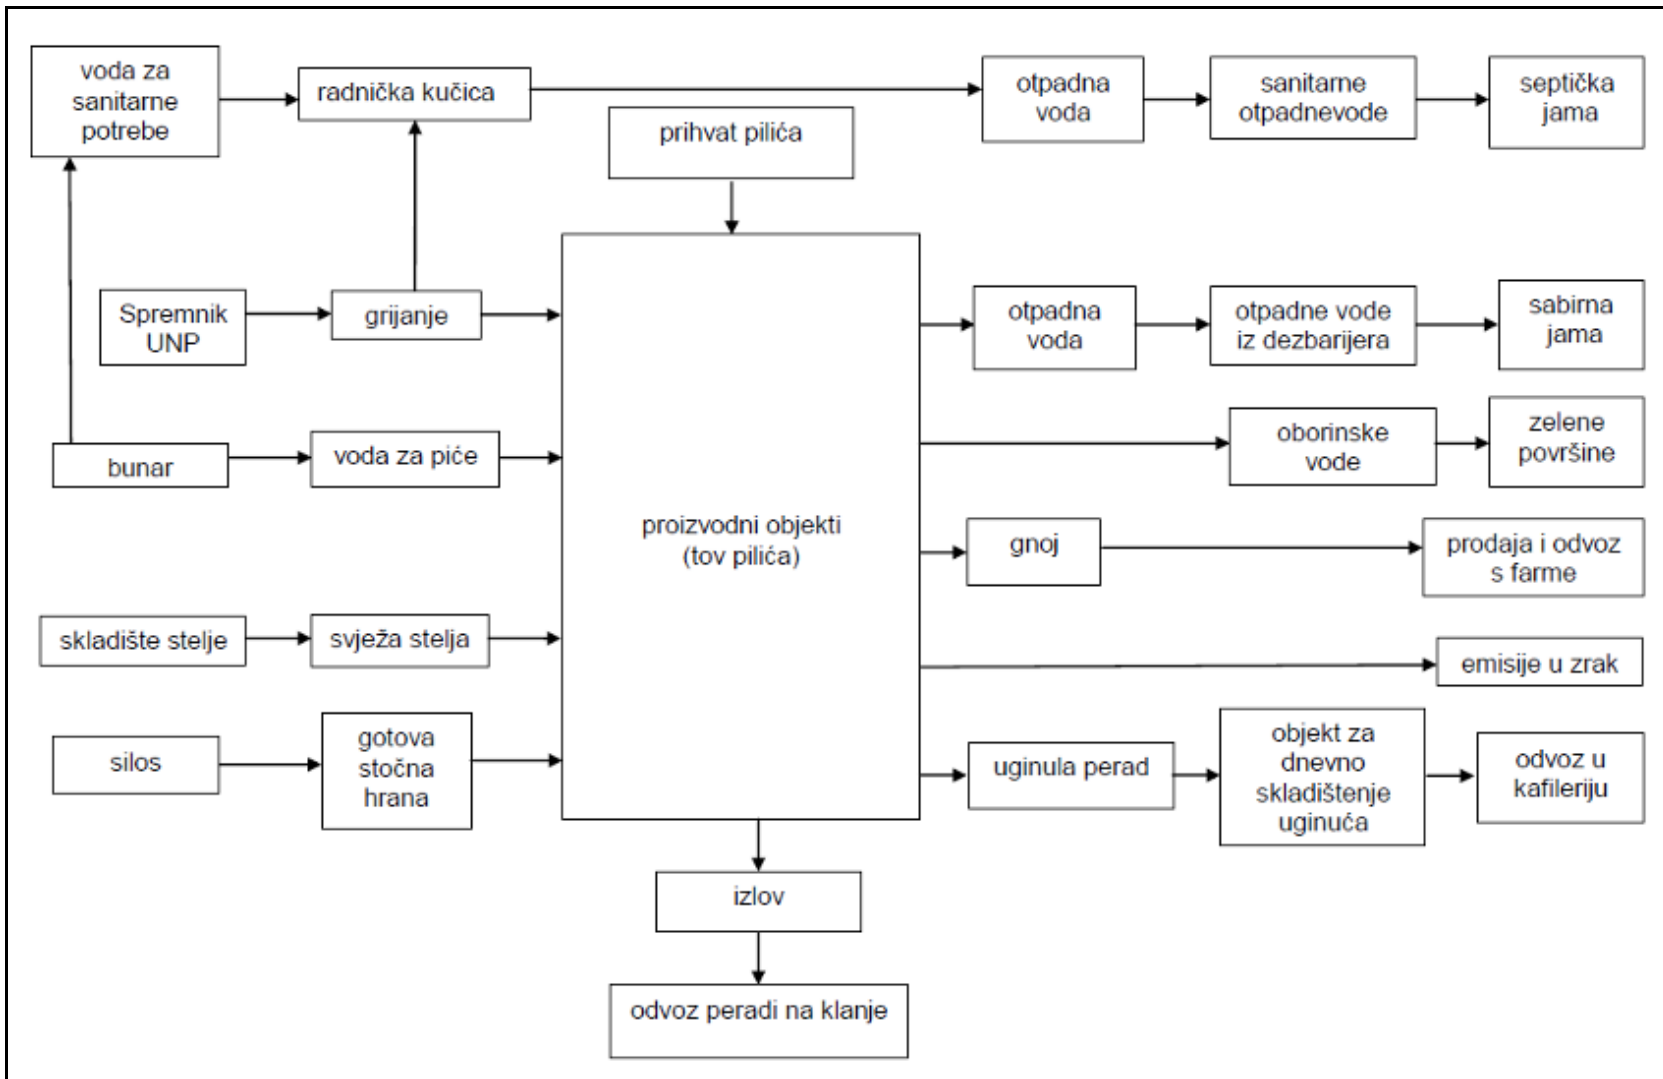 voda za
sanitarne
potrebe
radnička kučica
otpadna
voda
sanitarne
otpadnevode
septička
jama
prihvat pilića
Spremnik
UNP
grijanje
otpadna
voda
otpadne vode
iz dezbarijera
sabirna
jama
bunar
voda za piće
oborinske
vode
zelene
površine
proizvodni objekti
(tov pilića)
gnoj
prodaja i odvoz
s farme
skladište stelje
svježa stelja
emisije u zrak
silos
gotova
stočna
hrana
uginula perad
objekt za
dnevno
skladištenje
uginuća
odvoz u
kafileriju
izlov
odvoz peradi na klanje